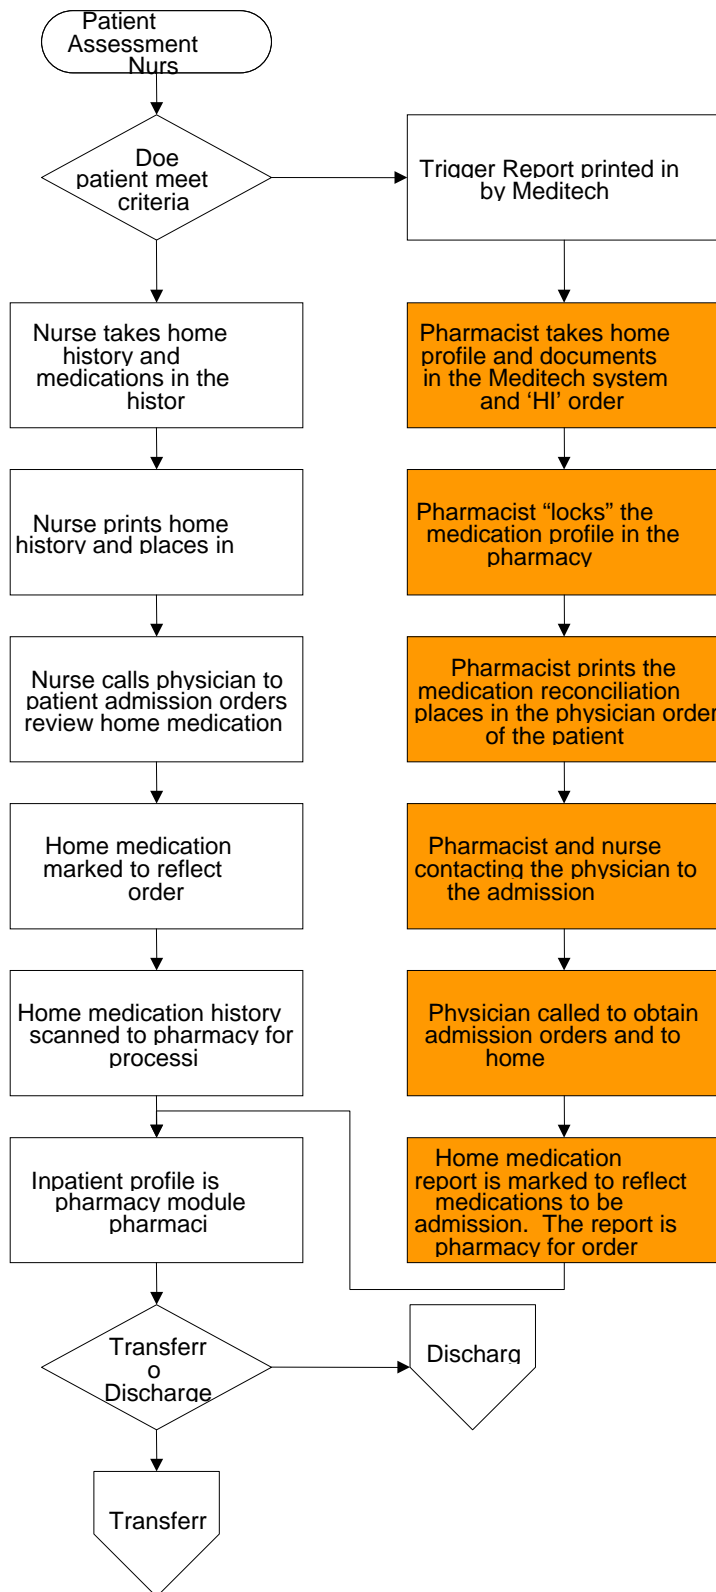 Patient
Assessment
Nurs
Doe
patient meet
criteria
Trigger Report printed in
by Meditech
Nurse takes home
history and
medications in the
histor
Pharmacist takes home
profile and documents
in the Meditech system
and ‘HI’ order
Nurse prints home
history and places in
Pharmacist “locks” the
medication profile in the
pharmacy
Nurse calls physician to
patient admission orders
review home medication
Pharmacist prints the
medication reconciliation
places in the physician order
of the patient
Home medication
marked to reflect
order
Pharmacist and nurse
contacting the physician to
the admission
Home medication history
scanned to pharmacy for
processi
Physician called to obtain
admission orders and to
home
Inpatient profile is
pharmacy module
pharmaci
Home medication
report is marked to reflect
medications to be
admission.  The report is
pharmacy for order
Transferr
o
Discharge
Discharg
Transferr